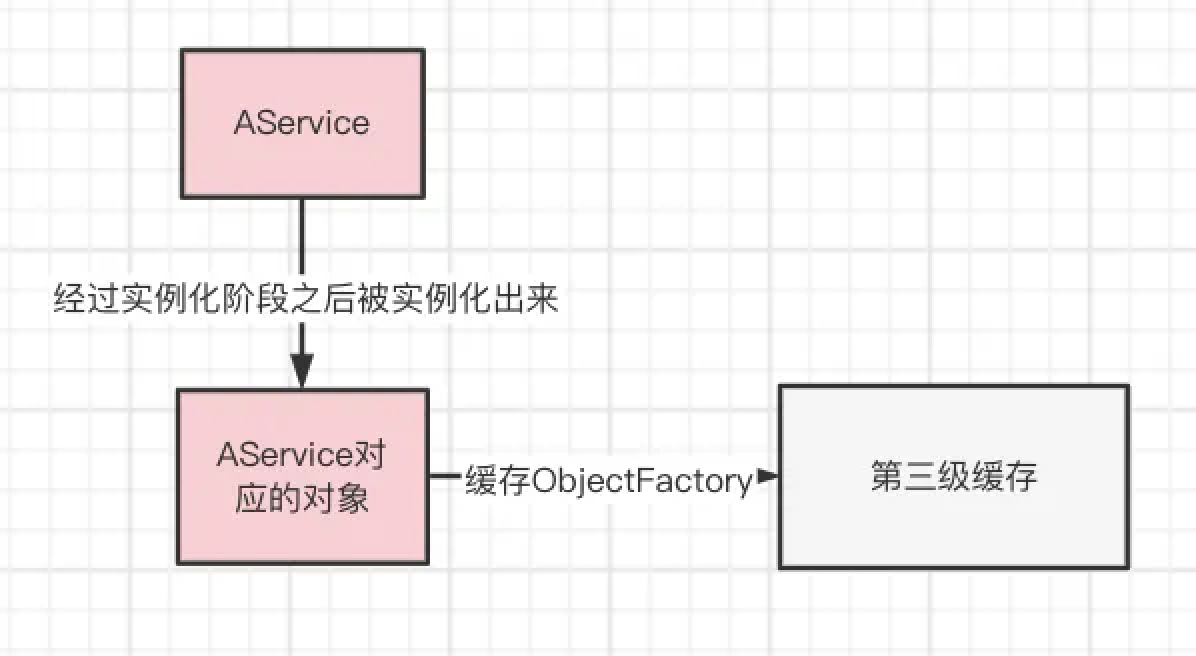 AService
经过实例化阶段之后被实例化出来
AService对
应的对象
缓存ObjectFactory
第三级缓存